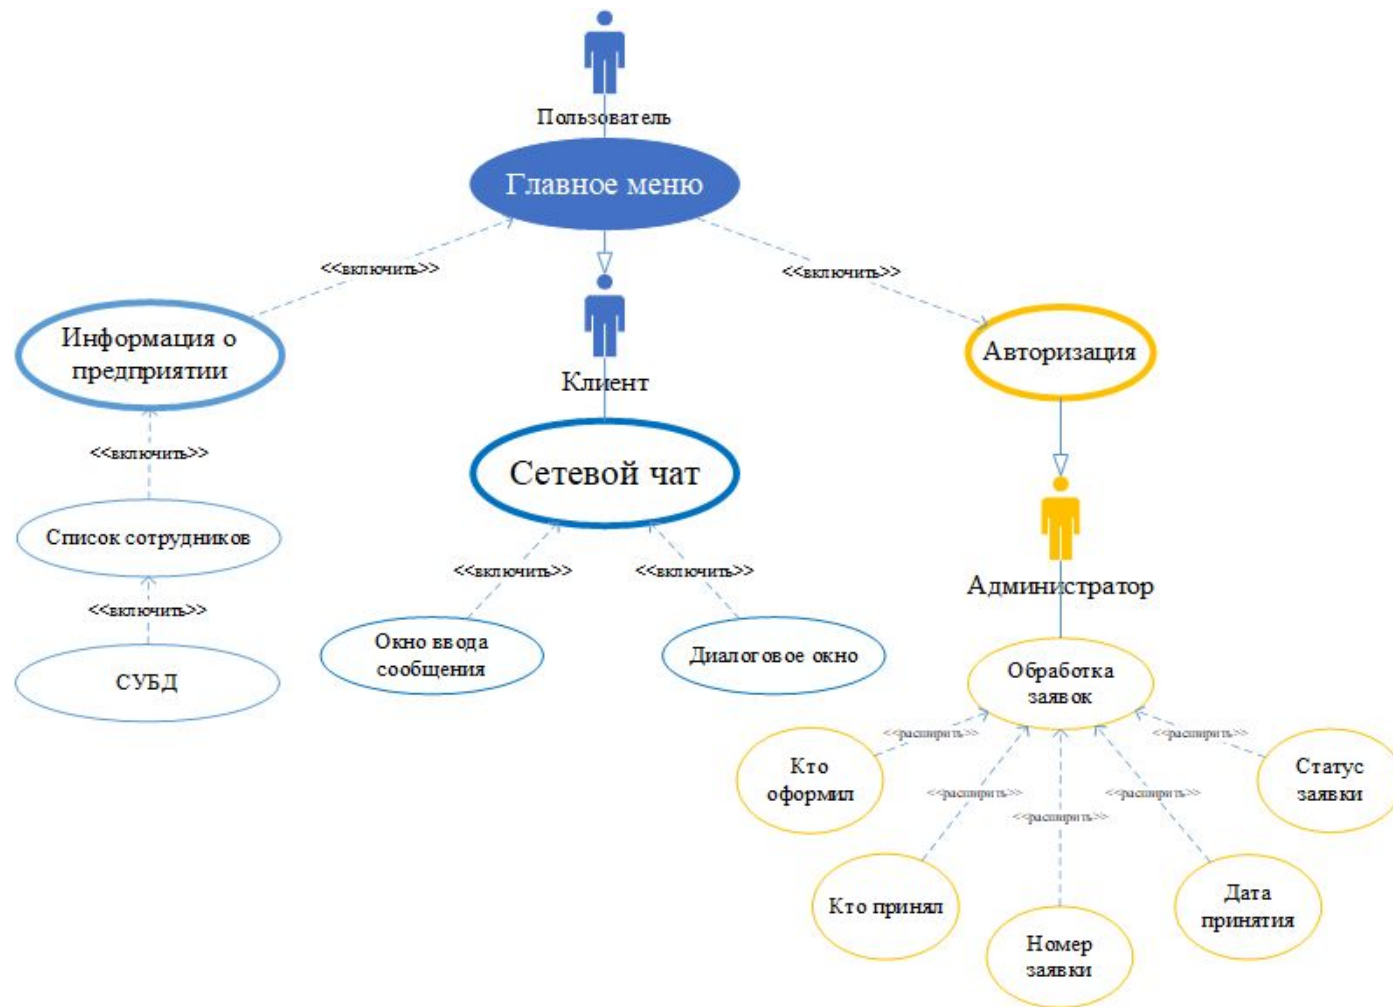 Пользователь
Главное меню
<<включить>>
<<включить>>
Информация о
предприятии
Клиент
Авторизация
<<включить>>
Сетевой чат
Список сотрудников
<<включить>>
<<включить>>
Администратор
<<включить>>
Окно ввода
сообщения
Диалоговое окно
СУБД
Обработка
заявок
<<расширить>>
<<расширить>>
Кто
оформил
Статус
заявки
<<расширить>>
<<расширить>>
<<расширить>>
Кто принял
Дата
принятия
Номер
заявки